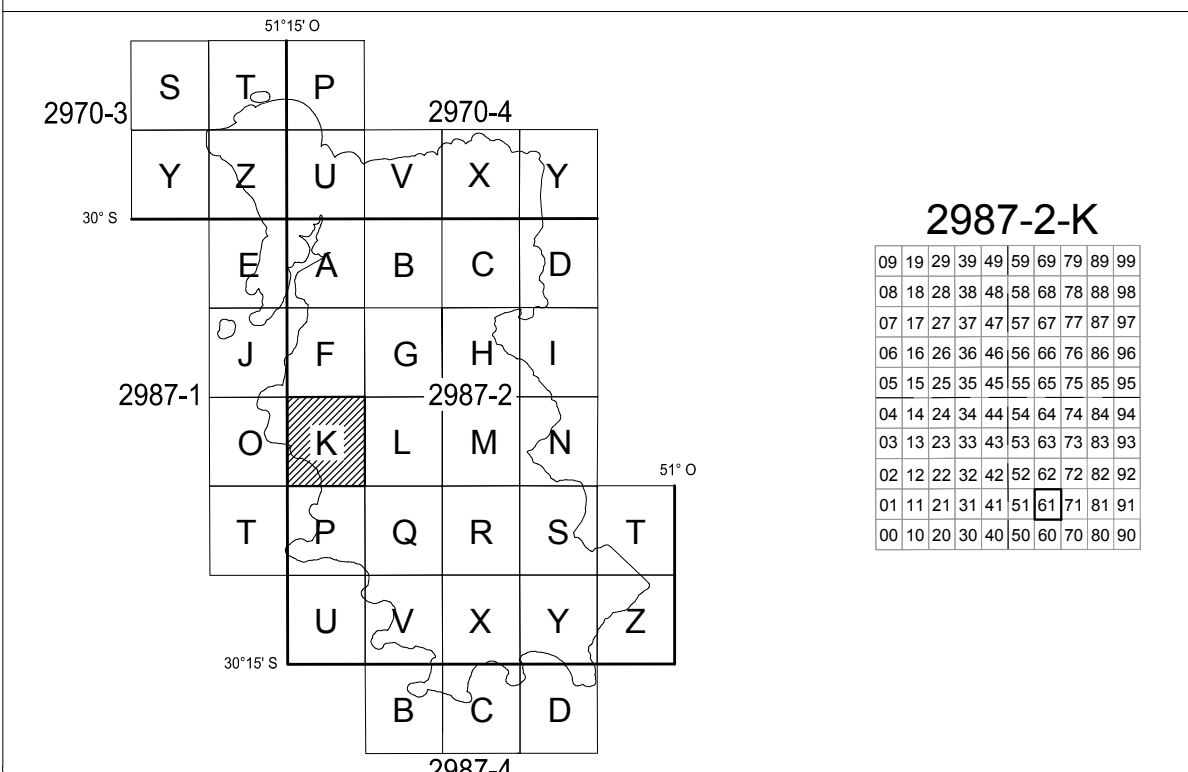 51°15' O
S T P
2970-3 2970-4
Y Z U V X Y
30° S
E A B C D
J F G H I
2987-1 2987-2
O K L M N
51° O
T P Q R S T
U V X Y Z
30°15' S
B C D
2987-4
2987-2-K
09 19 29 39 49 59 69 79 89 99
08 18 28 38 48 58 68 78 88 98
07 17 27 37 47 57 67 77 87 97
06 16 26 36 46 56 66 76 86 96
05 15 25 35 45 55 65 75 85 95
04 14 24 34 44 54 64 74 84 94
03 13 23 33 43 53 63 73 83 93
02 12 22 32 42 52 62 72 82 92
01 11 21 31 41 51 61 71 81 91
00 10 20 30 40 50 60 70 80 90